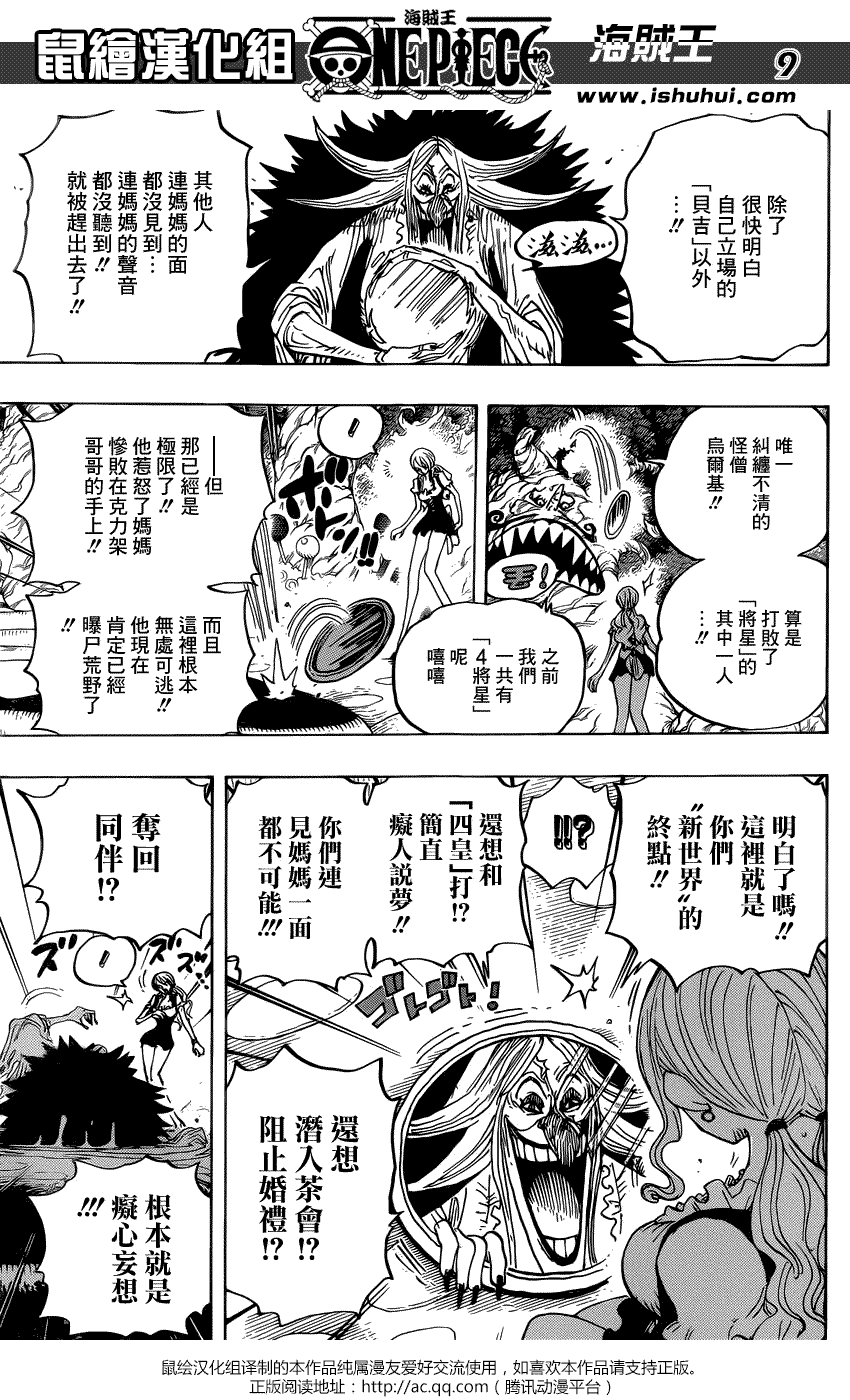 鼠繪漢化組
海賊王
ONE PIECE
海賊王
www.ishuhui.com
9
除了
很快明白
自己立場的
「貝吉」以外
…!!
滋滋…
其他人
連媽媽的面
都沒見到…
連媽媽的聲音
都沒聽到!!
就被趕出去了!!
唯一
糾纏不清的
怪僧
烏爾基!!
算是
打敗了
「將星」的
其中一人
…!!
之前
我們
一共有
「4將星」
呢
嘻嘻
!
ボボン
——但
那已經是
極限了!!
他惹怒了媽媽
慘敗在克力架
哥哥的手上!!
而且
這裡根本
無處可逃!!
他現在
肯定已經
曝尸荒野了
!!
明白了嗎!!
這裡就是
你們
〝新世界〞的
終點!!
!!?
還想和
「四皇」打!?
簡直
癡人説夢!!
你們連
見媽媽一面
都不可能!!!
ゴトゴト!
還想
潛入茶會!?
阻止婚禮!?
奪回
同伴!?
!
ズズ
ズズ!!
根本就是
癡心妄想
!!!
鼠绘汉化组译制的本作品纯属漫友爱好交流使用，如喜欢本作品请支持正版。
正版阅读地址：http://ac.qq.com（腾讯动漫平台）